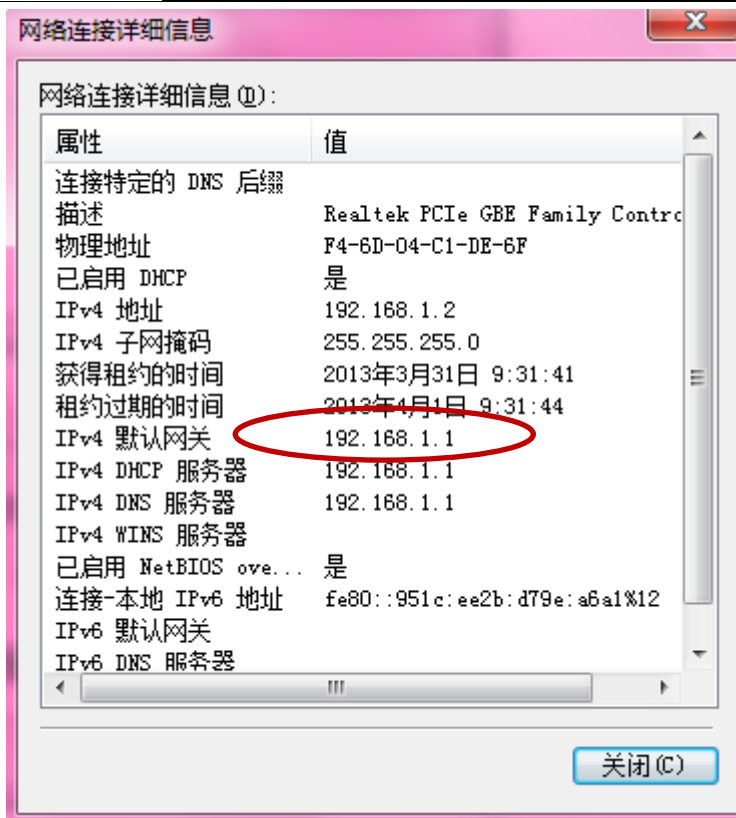 网络连接详细信息
网络连接详细信息(D):
属性 值
连接特定的 DNS 后缀
描述 Realtek PCIe GBE Family Contro
物理地址 F4-6D-04-C1-DE-6F
已启用 DHCP 是
IPv4 地址 192.168.1.2
IPv4 子网掩码 255.255.255.0
获得租约的时间 2013年3月31日 9:31:41
租约过期的时间 2013年4月1日 9:31:44
IPv4 默认网关 192.168.1.1
IPv4 DHCP 服务器 192.168.1.1
IPv4 DNS 服务器 192.168.1.1
IPv4 WINS 服务器
已启用 NetBIOS ove... 是
连接-本地 IPv6 地址 fe80::951c:ee2b:d79e:a6a1%12
IPv6 默认网关
IPv6 DNS 服务器
关闭(C)